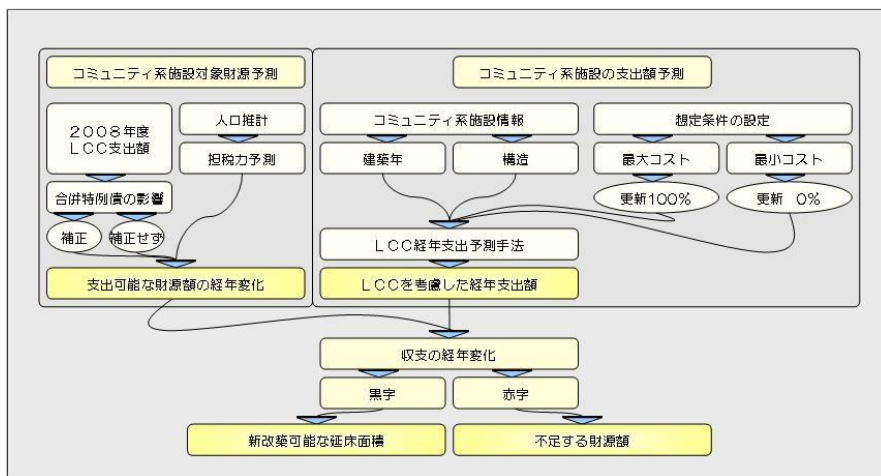 コミュニティ系施設対象財源予測
コミュニティ系施設の支出額予測
２００８年度
ＬＣＣ支出額
人口推計
担税力予測
合併特例債の影響
補正
補正せず
支出可能な財源額の経年変化
コミュニティ系施設情報
建築年
構造
想定条件の設定
最大コスト
最小コスト
更新100%
更新 0%
ＬＣＣ経年支出予測手法
ＬＣＣを考慮した経年支出額
収支の経年変化
黒字
赤字
新改築可能な延床面積
不足する財源額